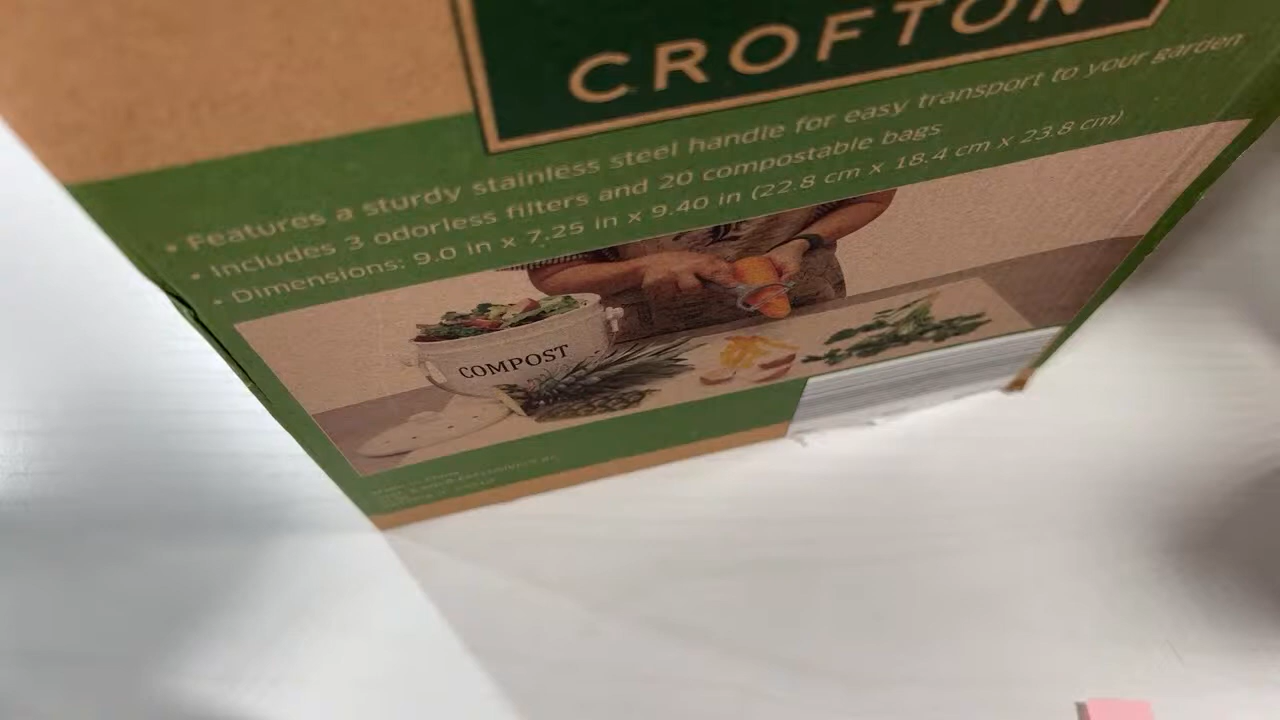 CROFTON
• Features a sturdy stainless steel handle for easy transport to your garden
• Includes 3 odorless filters and 20 compostable bags
• Dimensions: 9.0 in x 7.25 in x 9.40 in (22.8 cm x 18.4 cm x 23.8 cm)
COMPOST